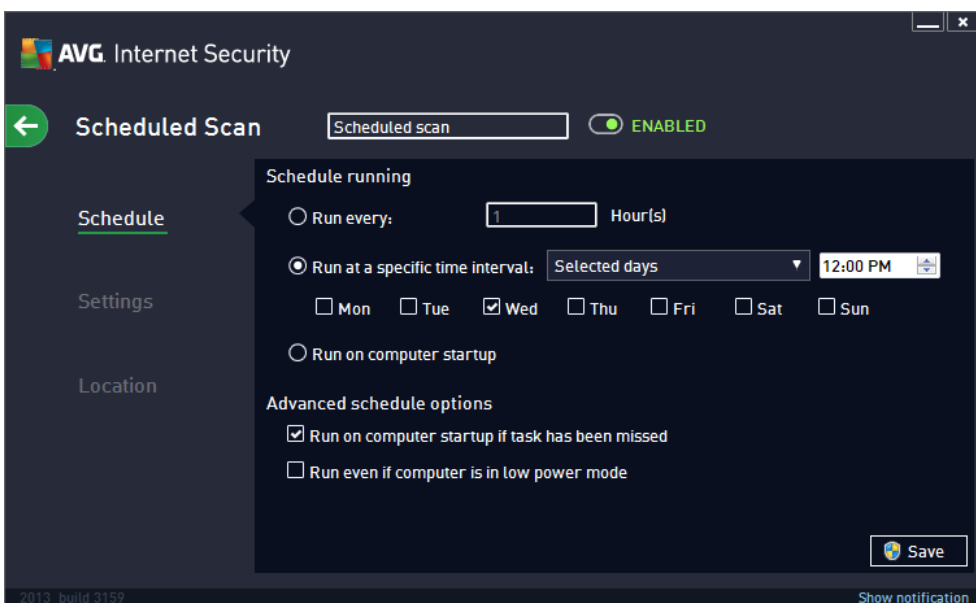 AVG. Internet Security
Scheduled Scan
Scheduled scan
ENABLED
Schedule
Settings
Location
Schedule running
Run every:
1
Hour(s)
Run at a specific time interval:
Selected days
12:00 PM
Mon
Tue
Wed
Thu
Fri
Sat
Sun
Run on computer startup
Advanced schedule options
Run on computer startup if task has been missed
Run even if computer is in low power mode
Save
2013 build 3159
Show notification